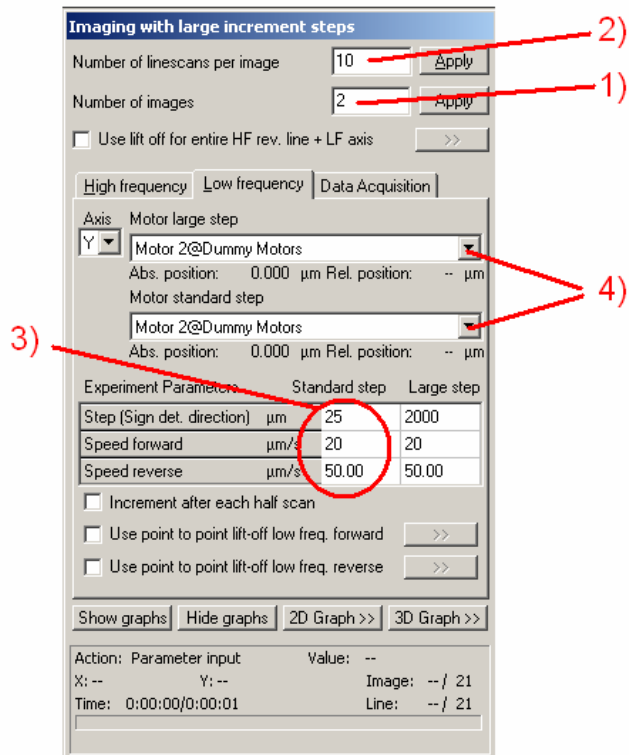 Imaging with large increment steps
2)
Number of linescans per image 10 Apply
1)
Number of images 2 Apply
Use lift off for entire HF rev. line + LF axis >>
High frequency Low frequency Data Acquisition
Axis Motor large step
Y Motor 2@Dummy Motors
Abs. position: 0.000 µm Rel. position: -- µm
Motor standard step
4)
Motor 2@Dummy Motors
3)
Abs. position: 0.000 µm Rel. position: -- µm
Experiment Parameters Standard step Large step
Step (Sign det. direction) µm 25 2000
Speed forward µm/s 20 20
Speed reverse µm/s 50.00 50.00
Increment after each half scan
Use point to point lift-off low freq. forward >>
Use point to point lift-off low freq. reverse >>
Show graphs Hide graphs 2D Graph >> 3D Graph >>
Action: Parameter input Value: --
X: -- Y: -- Image: -- / 21
Time: 0:00:00/0:00:01 Line: -- / 21